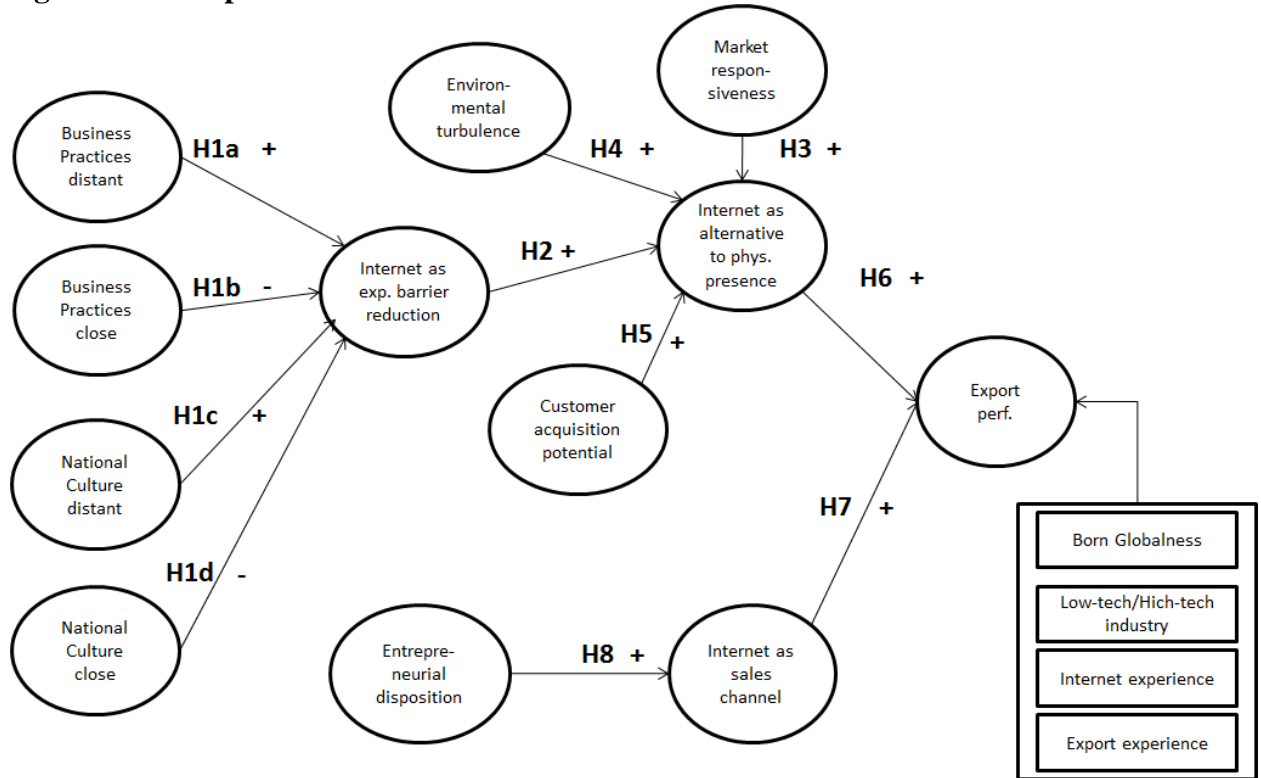 Market
respon-
siveness
Environ-
mental
turbulence
Business
Practices
distant
H1a +
H4 +
H3 +
Internet as
alternative
to phys.
presence
Business
Practices
close
H1b -
Internet as
exp. barrier
reduction
H2 +
H6 +
H5 +
Export
perf.
Customer
acquisition
potential
H1c +
National
Culture
distant
H7 +
Born Globalness
H1d -
Low-tech/Hich-tech
industry
National
Culture
close
Entrepre-
neurial
disposition
H8 +
Internet as
sales
channel
Internet experience
Export experience